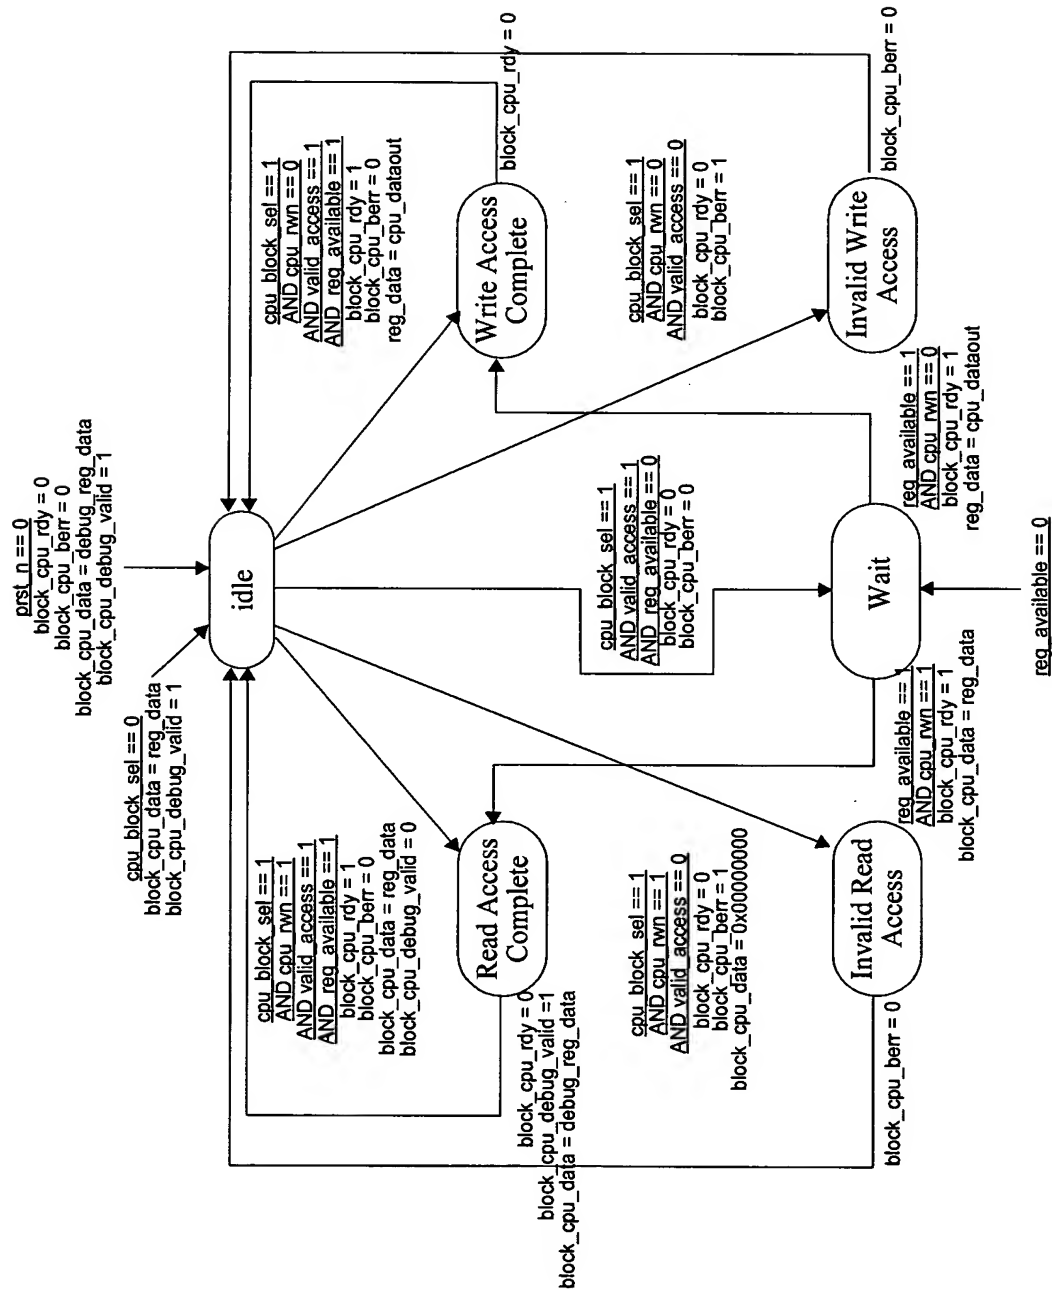 prst_n == 0
block_cpu_rdy = 0
block_cpu_berr = 0
block_cpu_data = debug_reg_data
block_cpu_debug_valid = 1
cpu_block_sel == 0
block_cpu_data = reg_data
block_cpu_debug_valid = 1
idle
cpu_block_sel == 1
AND cpu_rwn == 1
AND valid_access == 1
AND reg_available == 1
block_cpu_rdy = 1
block_cpu_berr = 0
block_cpu_data = reg_data
block_cpu_debug_valid = 0
cpu_block_sel == 1
AND cpu_rwn == 0
AND valid_access == 1
AND reg_available == 1
block_cpu_rdy = 1
block_cpu_berr = 0
reg_data = cpu_dataout
Read Access
Complete
block_cpu_rdy = 0
block_cpu_debug_valid =1
block_cpu_data = debug_reg_data
Write Access
Complete
block_cpu_rdy = 0
cpu_block_sel == 1
AND valid_access == 1
AND reg_available == 0
block_cpu_rdy = 0
block_cpu_berr = 0
cpu_block_sel == 1
AND cpu_rwn == 1
AND valid_access == 0
block_cpu_rdy = 0
block_cpu_berr = 1
block_cpu_data = 0x00000000
cpu_block_sel == 1
AND cpu_rwn == 0
AND valid_access == 0
block_cpu_rdy = 0
block_cpu_berr = 1
Invalid Read
Access
block_cpu_berr = 0
Wait
Invalid Write
Access
block_cpu_berr = 0
reg_available == 1
AND cpu_rwn == 1
block_cpu_rdy = 1
block_cpu_data = reg_data
reg_available == 1
AND cpu_rwn == 0
block_cpu_rdy = 1
reg_data = cpu_dataout
reg_available == 0